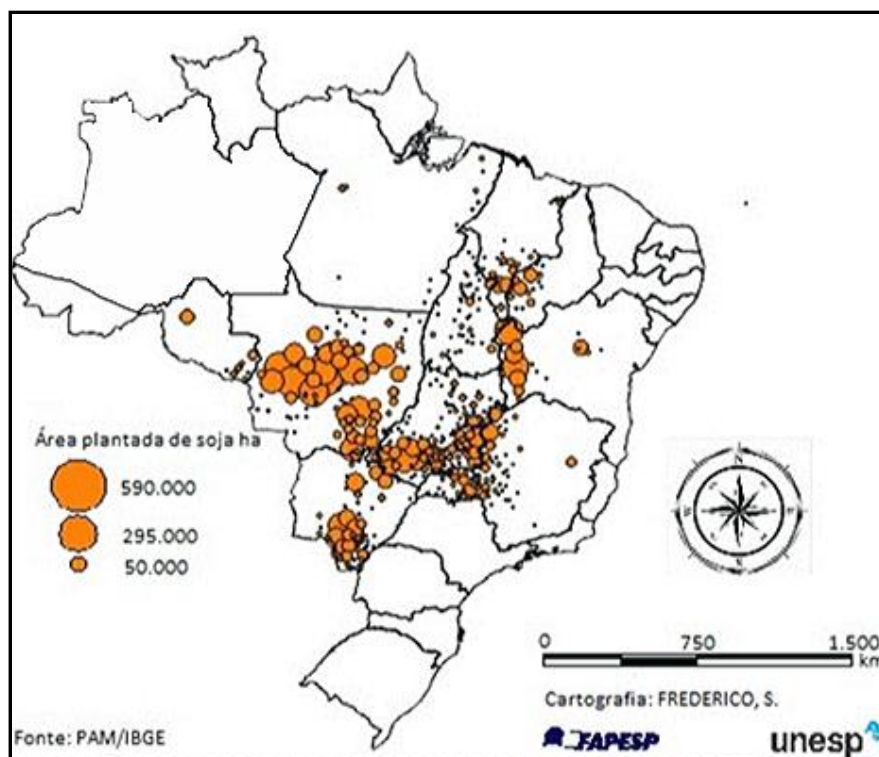 Área plantada de soja ha
590.000
295.000
50.000
N
0 750 1.500
km
Cartografia: FREDERICO, S.
Fonte: PAM/IBGE
FAPESP
unesp